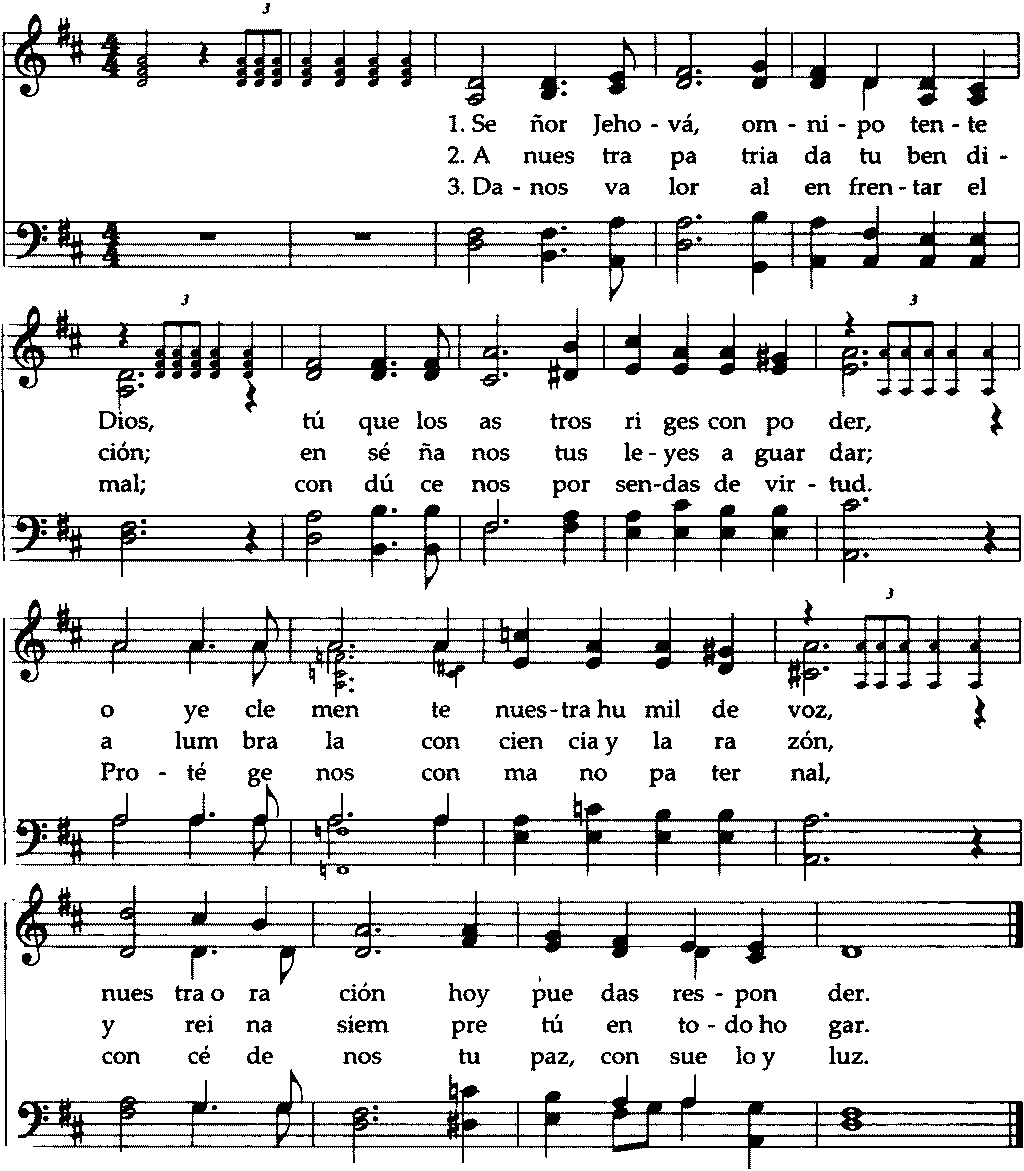 3
4
4
1. Se ñor Jeho - vá, om - ni - po ten - te
2. A nues tra pa tria da tu ben di -
3. Da - nos va lor al en fren - tar el
4
4
3
3
Dios, tú que los as tros ri ges con po der,
ción; en sé ña nos tus le - yes a guar dar;
mal; con dú ce nos por sen - das de vir - tud.
3
o ye cle men te nues - tra hu mil de voz,
a lum bra la con cien cia y la ra zón,
Pro - té ge nos con ma no pa ter nal,
nues tra o ra ción hoy pue das res - pon der.
y rei na siem pre tú en to - do ho gar.
con cé de nos tu paz, con sue lo y luz.